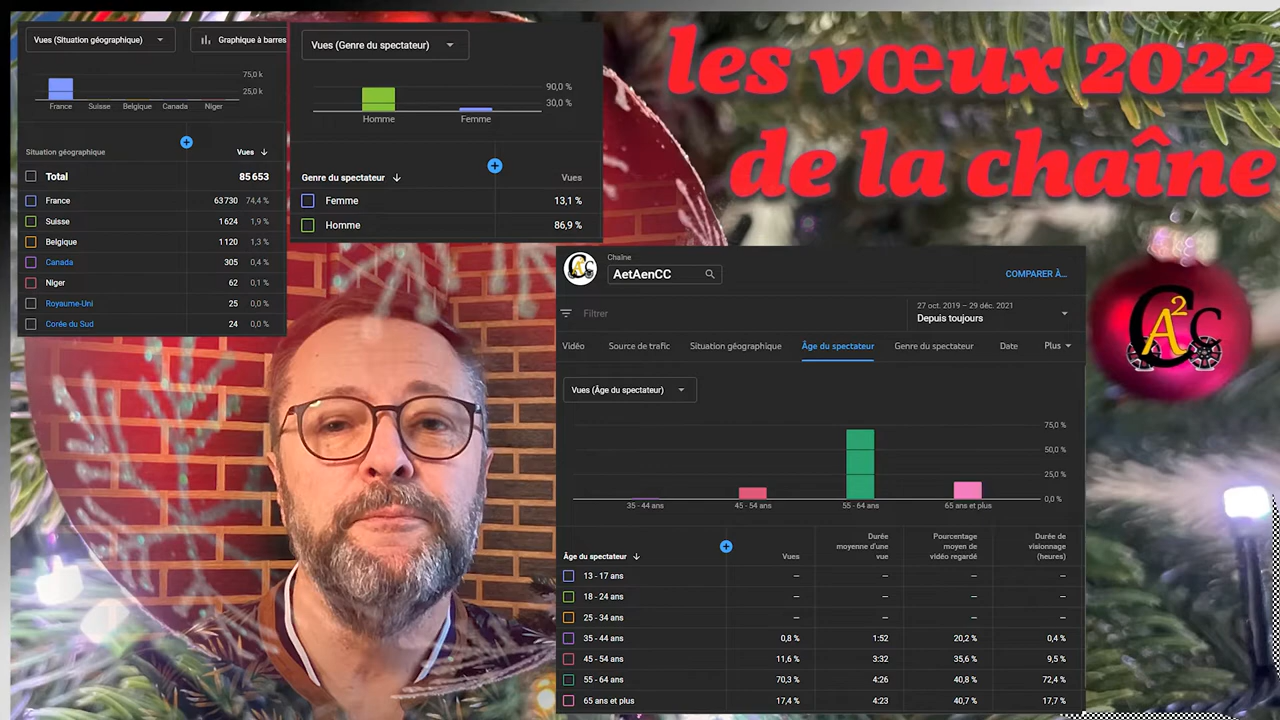 les vœux 2022
de la chaîne
Vues (Situation géographique)
Graphique à barres
75,0 k
25,0 k
France Suisse Belgique Canada Niger
Situation géographique Vues
Total 85 653
France 63 730 74,4 %
Suisse 1 624 1,9 %
Belgique 1 120 1,3 %
Canada 305 0,4 %
Niger 62 0,1 %
Royaume-Uni 25 0,0 %
Corée du Sud 24 0,0 %
Vues (Genre du spectateur)
90,0 %
30,0 %
Homme Femme
Genre du spectateur Vues
Femme 13,1 %
Homme 86,9 %
Chaîne
AetAenCC
COMPARER À...
Filtrer
27 oct. 2019 – 29 déc. 2021
Depuis toujours
Vidéo Source de trafic Situation géographique Âge du spectateur Genre du spectateur Date Plus
Vues (Âge du spectateur)
75,0 %
50,0 %
25,0 %
0,0 %
35 - 44 ans 45 - 54 ans 55 - 64 ans 65 ans et plus
Âge du spectateur Vues Durée moyenne d'une vue Pourcentage moyen de vidéo regardé Durée de visionnage (heures)
13 - 17 ans – – – –
18 - 24 ans – – – –
25 - 34 ans – – – –
35 - 44 ans 0,8 % 1:52 20,2 % 0,4 %
45 - 54 ans 11,6 % 3:32 35,6 % 9,5 %
55 - 64 ans 70,3 % 4:26 40,8 % 72,4 %
65 ans et plus 17,4 % 4:23 40,7 % 17,7 %
CA2C